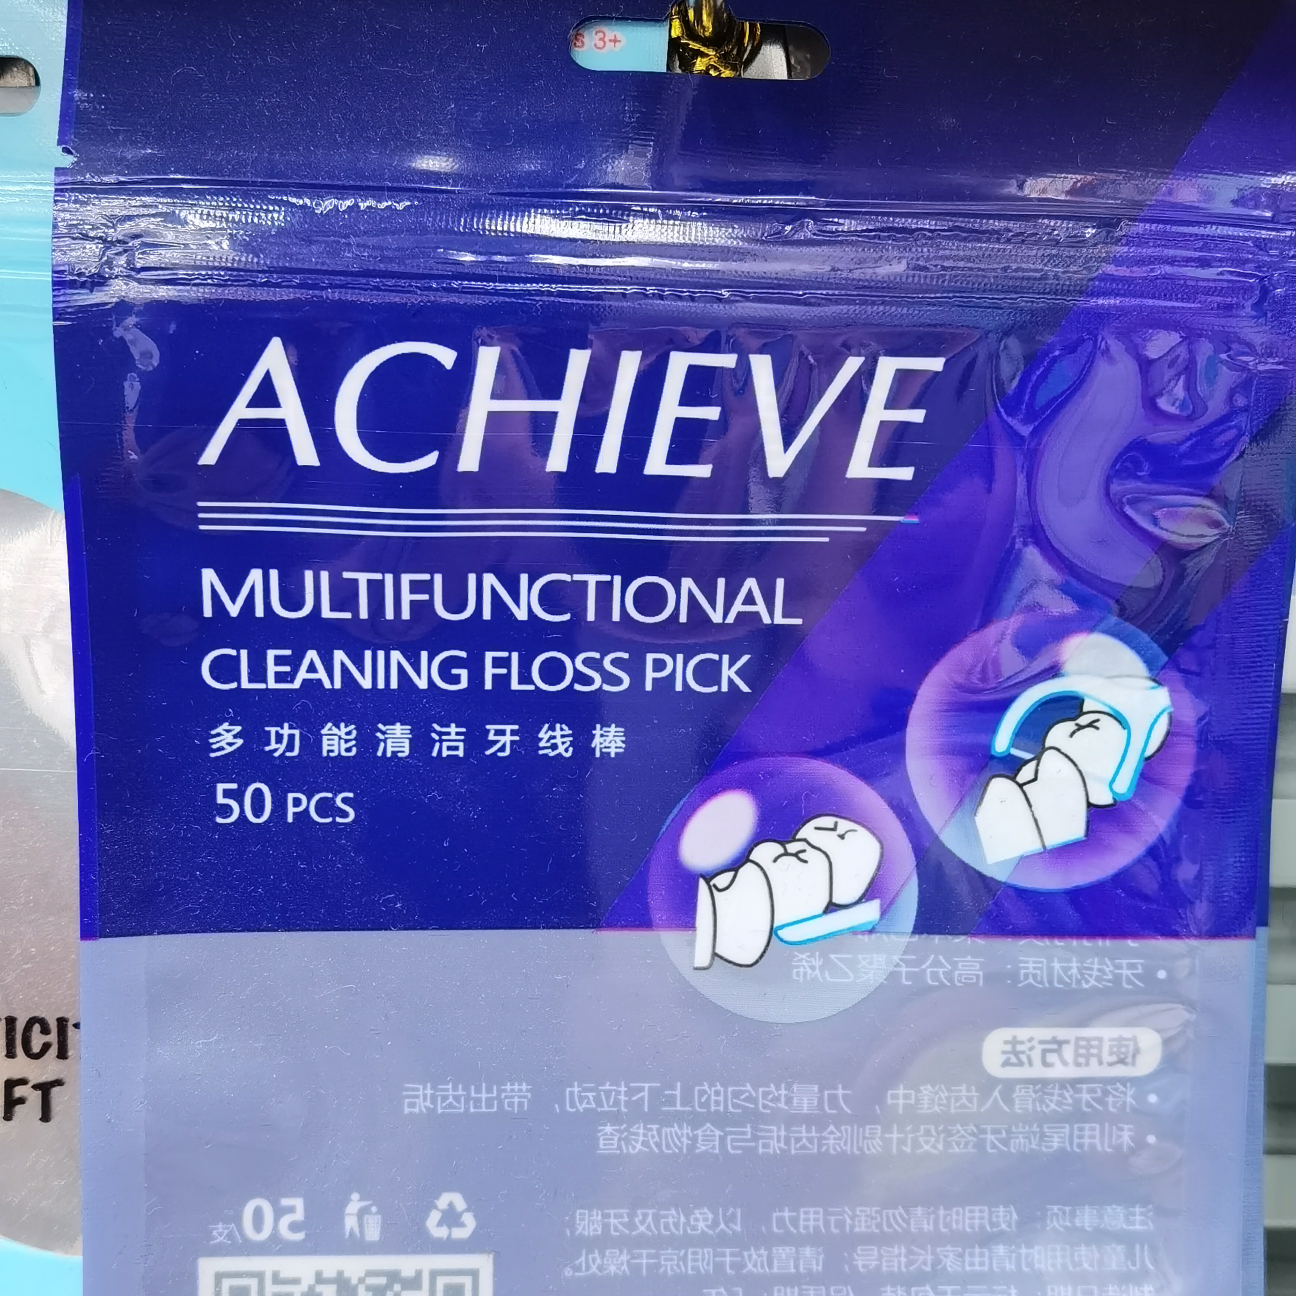 s 3+
ACHIEVE
MULTIFUNCTIONAL
CLEANING FLOSS PICK
多功能清洁牙线棒
50 PCS
• 牙线材质：高分子聚乙烯
使用方法
• 将牙线滑入齿缝中，力量均匀的上下拉动，带出齿垢
• 利用尾端牙签设计剔除齿垢与食物残渣
50/支
注意事项：使用时请勿强行用力，以免伤及牙龈；
儿童使用时请由家长指导；请置放于阴凉干燥处。
ICI
FT